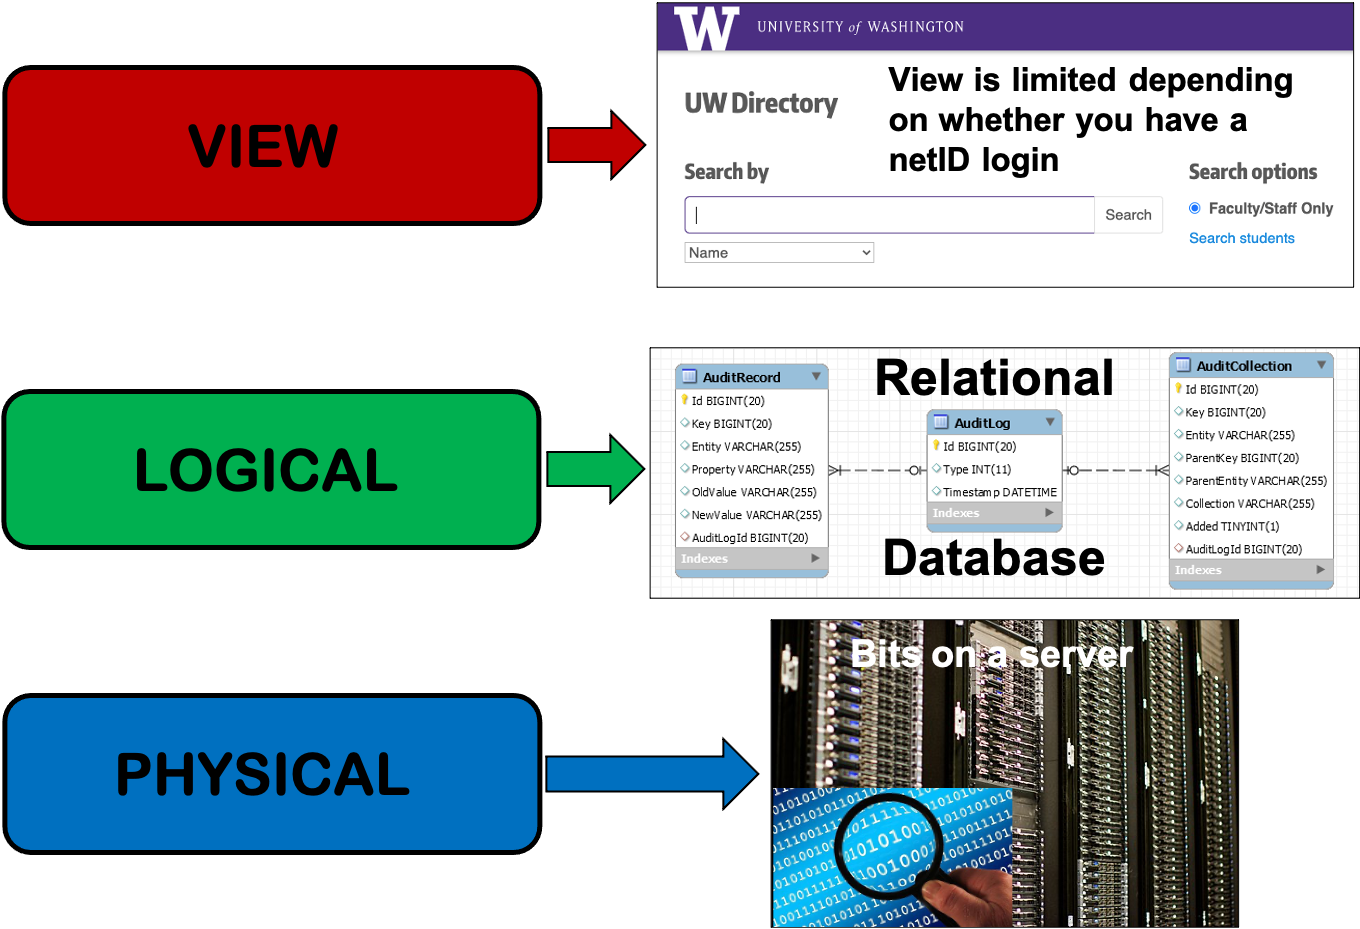 VIEW
W UNIVERSITY of WASHINGTON
UW Directory
View is limited depending
on whether you have a
netID login
Search by
Search
Name
Search options
Faculty/Staff Only
Search students
LOGICAL
Relational
Database
AuditRecord
Id BIGINT(20)
Key BIGINT(20)
Entity VARCHAR(255)
Property VARCHAR(255)
OldValue VARCHAR(255)
NewValue VARCHAR(255)
AuditLogId BIGINT(20)
Indexes
AuditLog
Id BIGINT(20)
Type INT(11)
Timestamp DATETIME
Indexes
AuditCollection
Id BIGINT(20)
Key BIGINT(20)
Entity VARCHAR(255)
ParentKey BIGINT(20)
ParentEntity VARCHAR(255)
Collection VARCHAR(255)
Added TINYINT(1)
AuditLogId BIGINT(20)
Indexes
PHYSICAL
Bits on a server